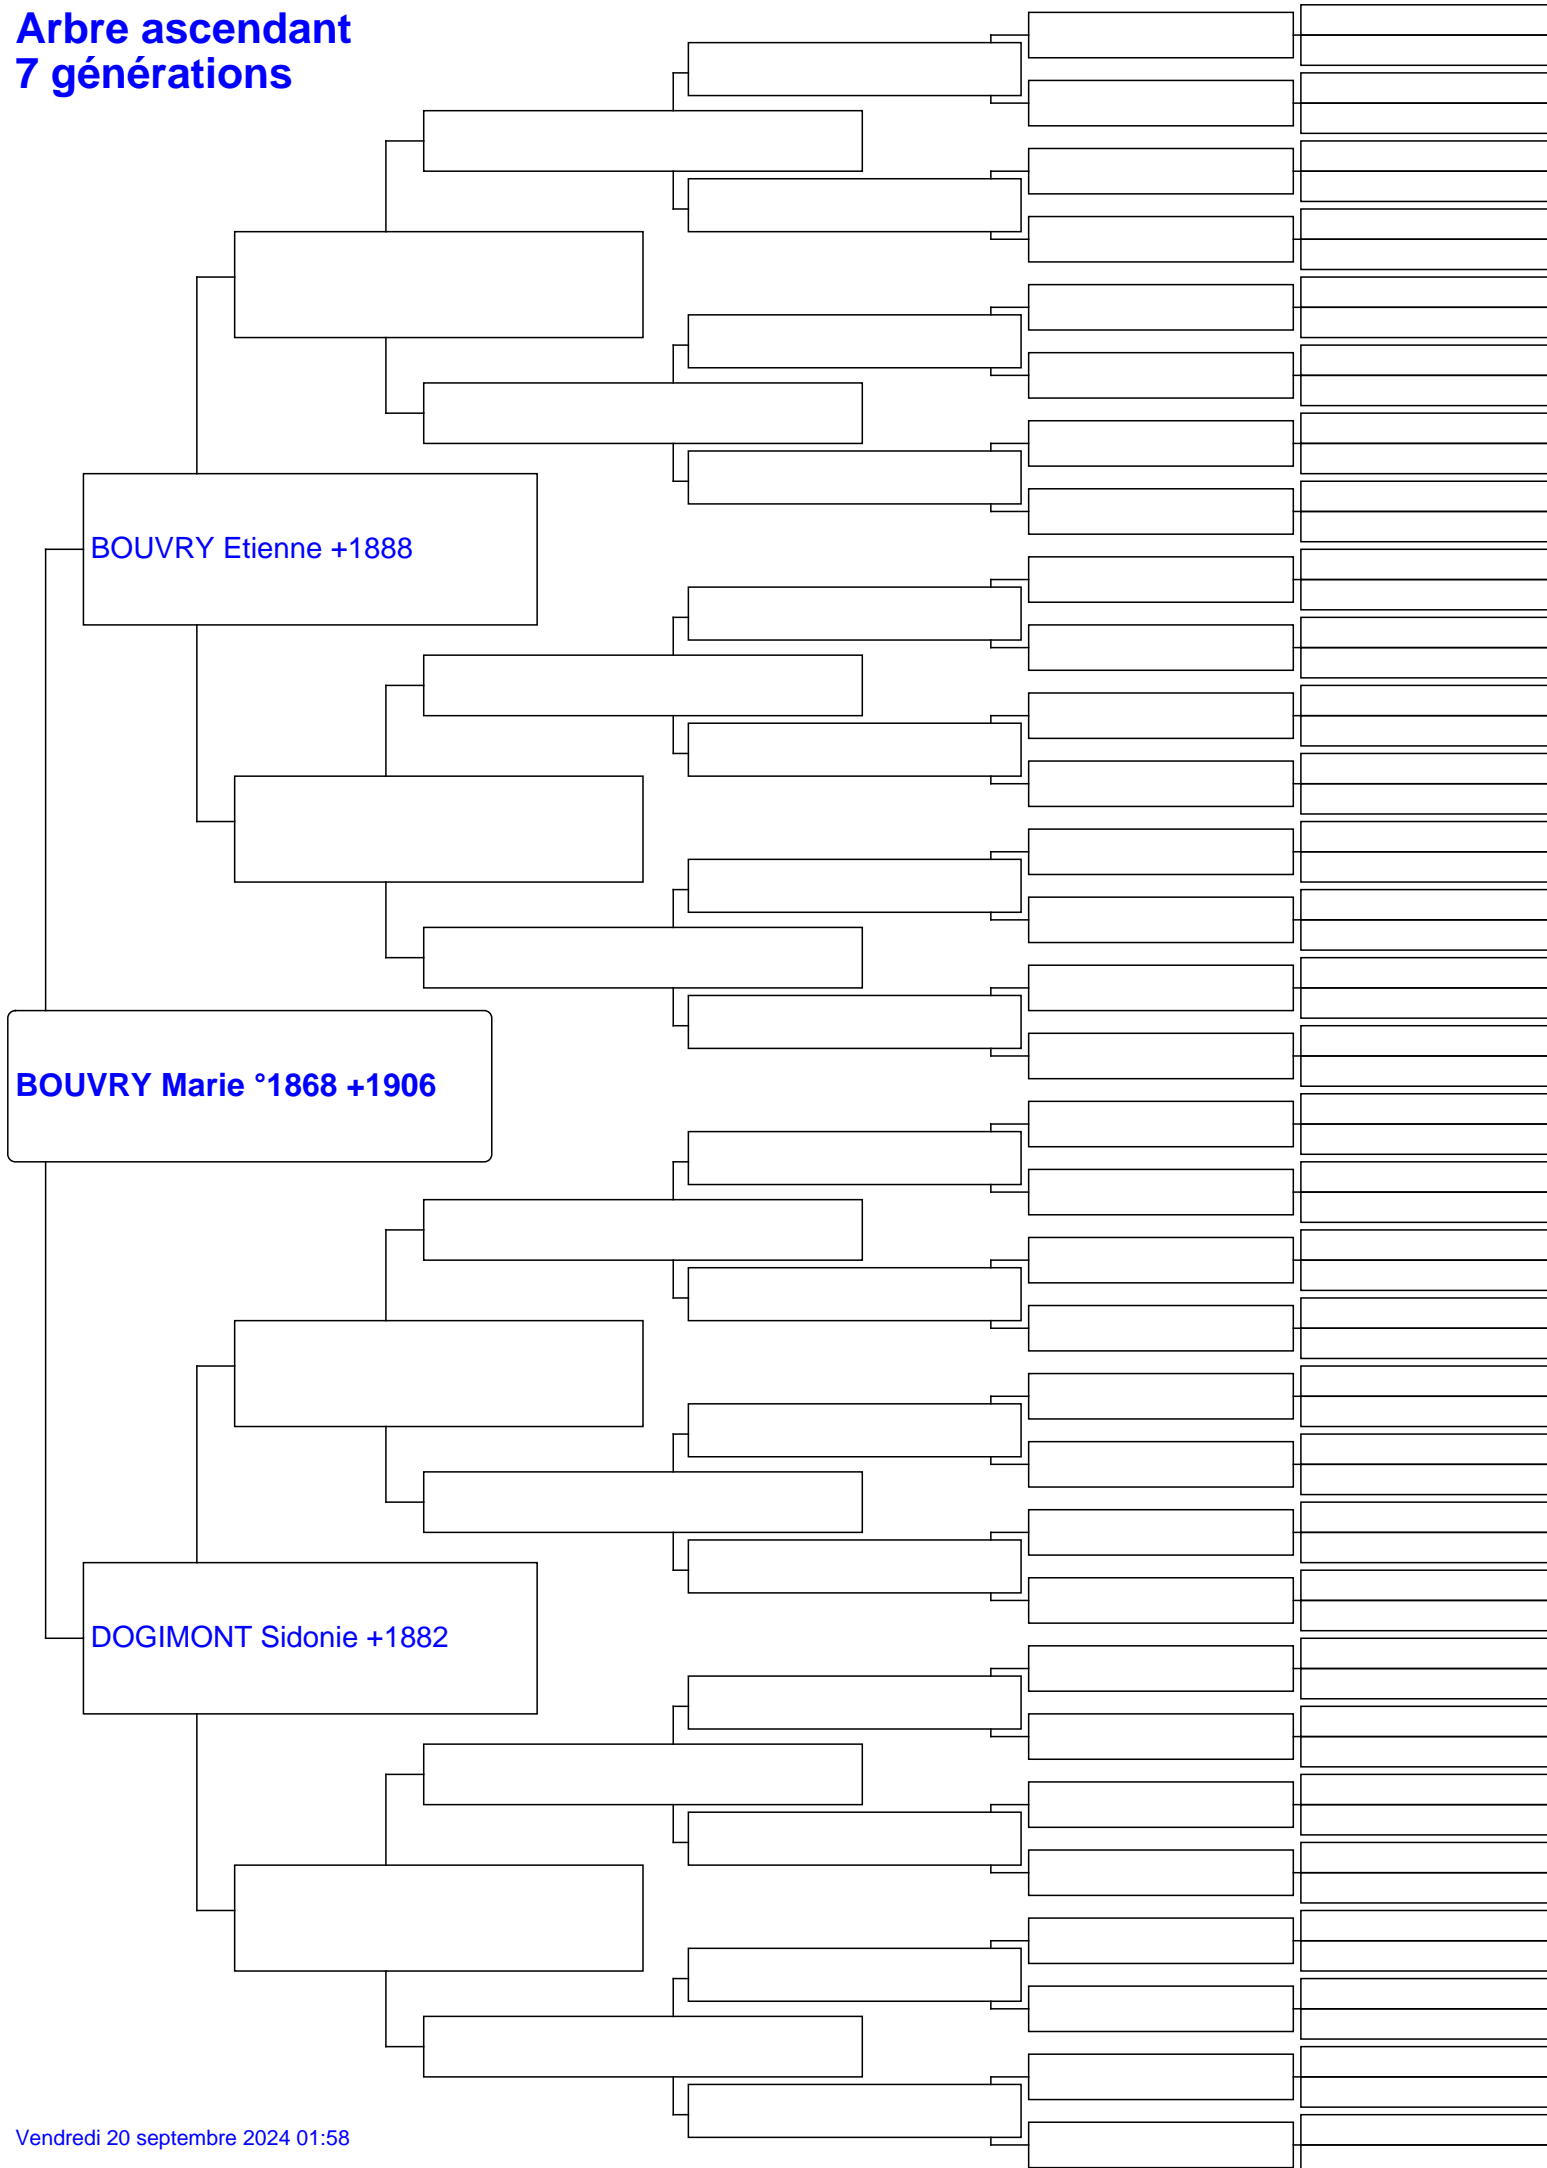 Arbre ascendant
7 générations
BOUVRY Etienne +1888
BOUVRY Marie °1868 +1906
DOGIMONT Sidonie +1882
Vendredi 20 septembre 2024 01:58